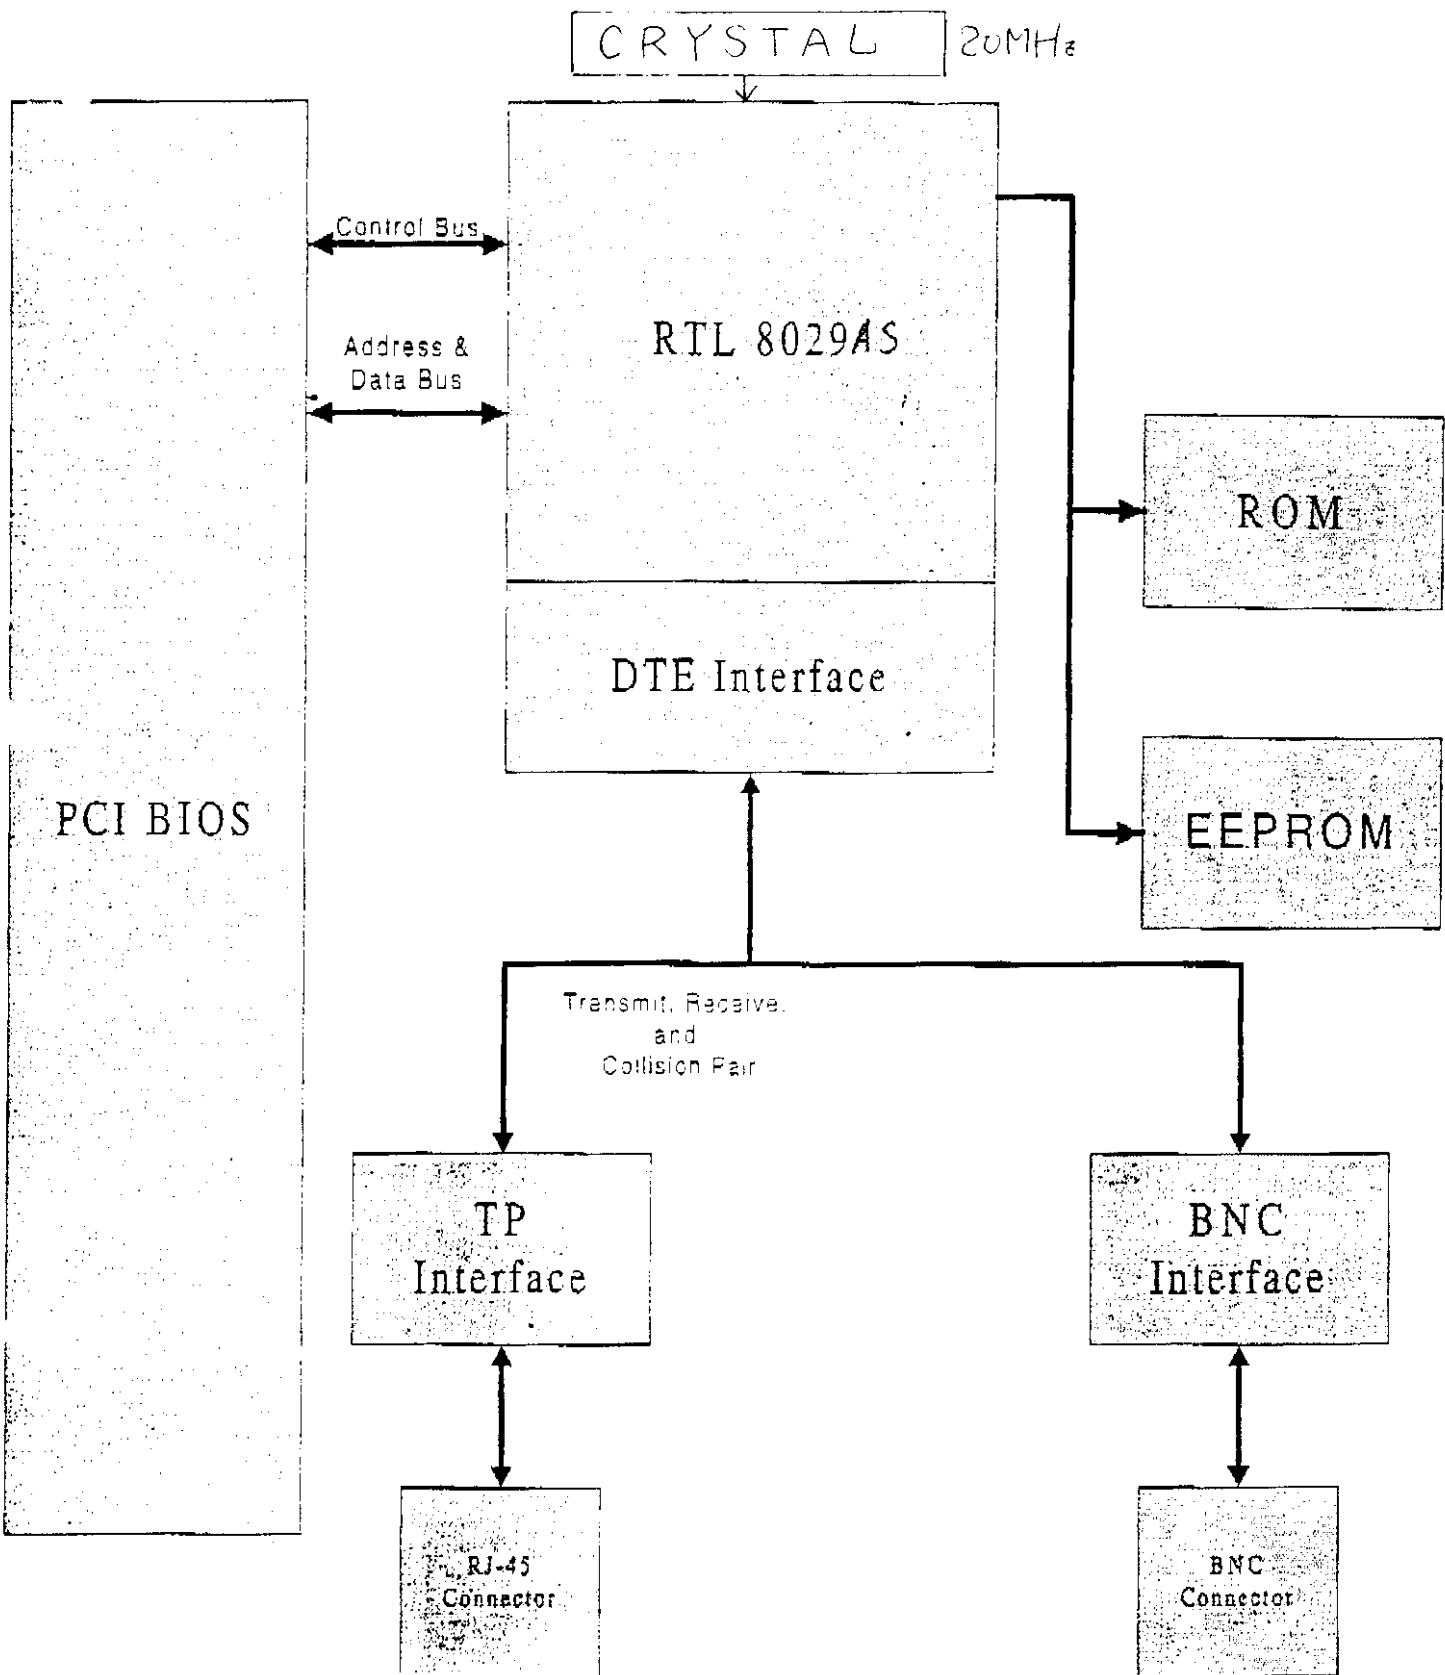 CRYSTAL 20MHz
Control Bus
RTL 8029AS
Address &
Data Bus
ROM
DTE Interface
PCI BIOS
EEPROM
Transmit, Receive,
and
Collision Pair
TP
Interface
BNC
Interface
RJ-45
Connector
BNC
Connector